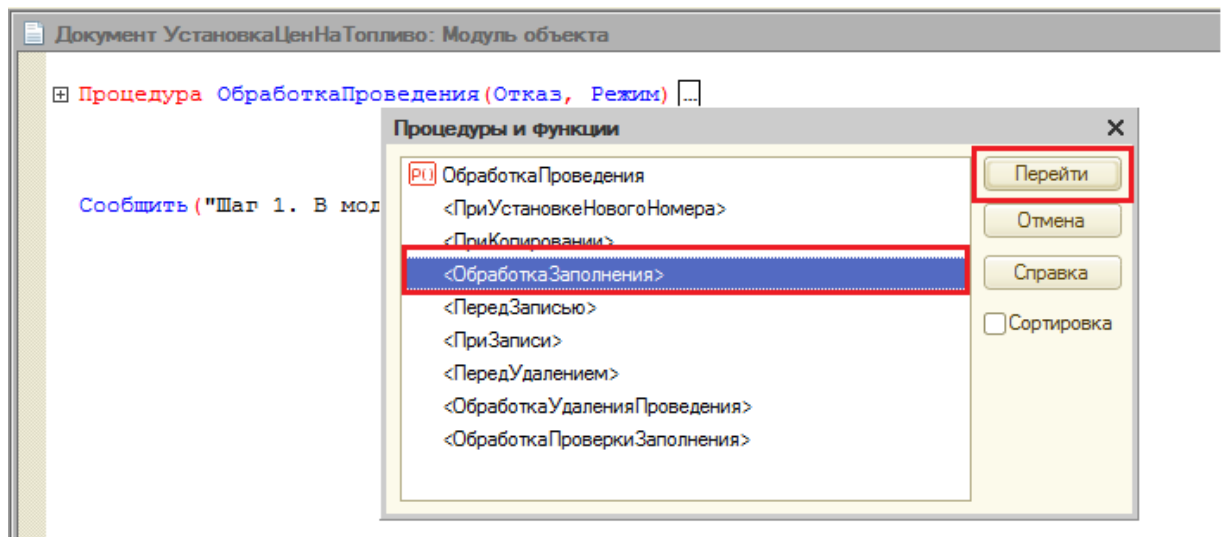 Документ УстановкаЦенНаТопливо: Модуль объекта
Процедура ОбработкаПроведения(Отказ, Режим) ...
Процедуры и функции
Сообщить("Шаг 1. В мод
P() ОбработкаПроведения
<ПриУстановкеНовогоНомера>
<ПриКопировании>
<ОбработкаЗаполнения>
<ПередЗаписью>
<ПриЗаписи>
<ПередУдалением>
<ОбработкаУдаленияПроведения>
<ОбработкаПроверкиЗаполнения>
Перейти
Отмена
Справка
Сортировка